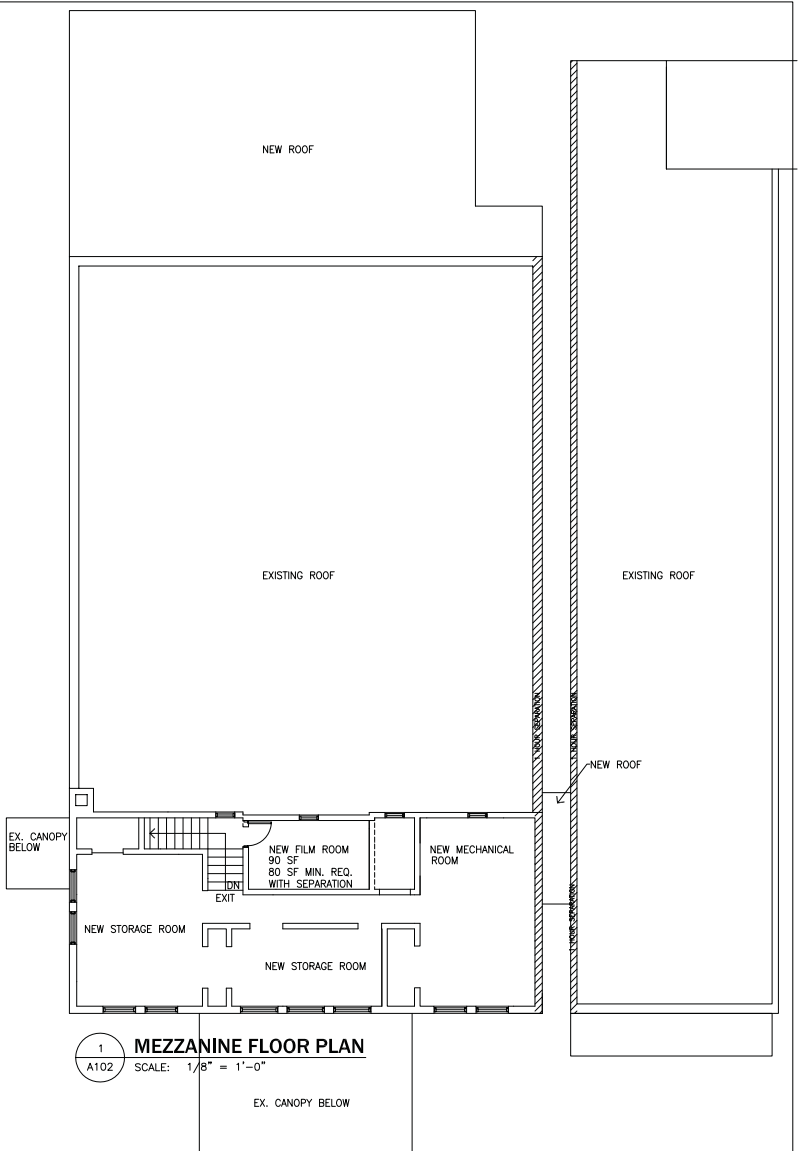 NEW ROOF
EXISTING ROOF
EXISTING ROOF
1 HOUR SEPARATION
1 HOUR SEPARATION
NEW ROOF
EX. CANOPY
BELOW
NEW FILM ROOM
90 SF
80 SF MIN. REQ.
WITH SEPARATION
NEW MECHANICAL
ROOM
DN
EXIT
1 HOUR SEPARATION
NEW STORAGE ROOM
NEW STORAGE ROOM
1
A102
MEZZANINE FLOOR PLAN
SCALE: 1/8" = 1'-0"
EX. CANOPY BELOW